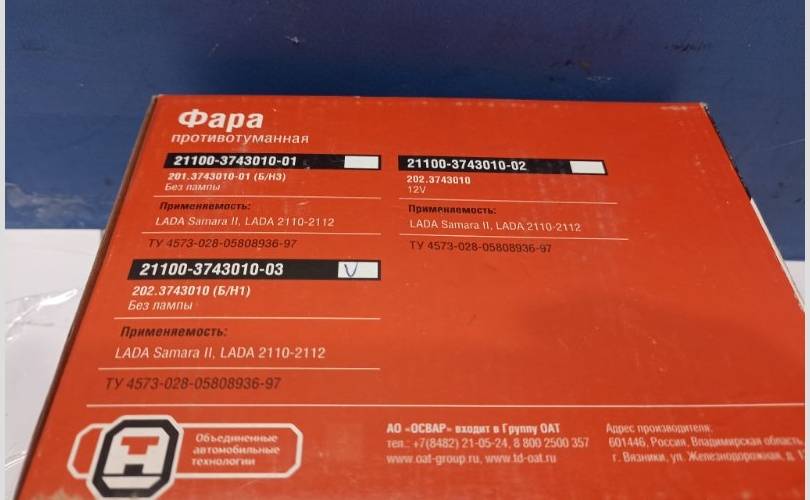 Фара
противотуманная
21100-3743010-01
201.3743010-01 (Б/Н3)
Без лампы
Применяемость:
LADA Samara II, LADA 2110-2112
ТУ 4573-028-05808936-97
21100-3743010-02
202.3743010
12V
Применяемость:
LADA Samara II, LADA 2110-2112
ТУ 4573-028-05808936-97
21100-3743010-03 V
202.3743010 (Б/Н1)
Без лампы
Применяемость:
LADA Samara II, LADA 2110-2112
ТУ 4573-028-05808936-97
Объединенные
автомобильные
технологии
АО «ОСВАР» входит в Группу ОАТ
тел.: +7(8482) 21-05-24, 8 800 2500 357
www.oat-group.ru, www.td-oat.ru
Адрес производителя:
601446, Россия, Владимирская область,
г. Вязники, ул. Железнодорожная, д.